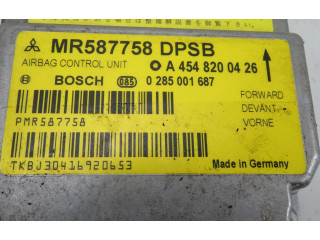 MR587758 DPSB
AIRBAG CONTROL UNIT
A 454 820 04 26
BOSCH
0 285 001 687
FORWARD
DEVANT
VORNE
PMR587758
TKBJ30416920653
Made in Germany